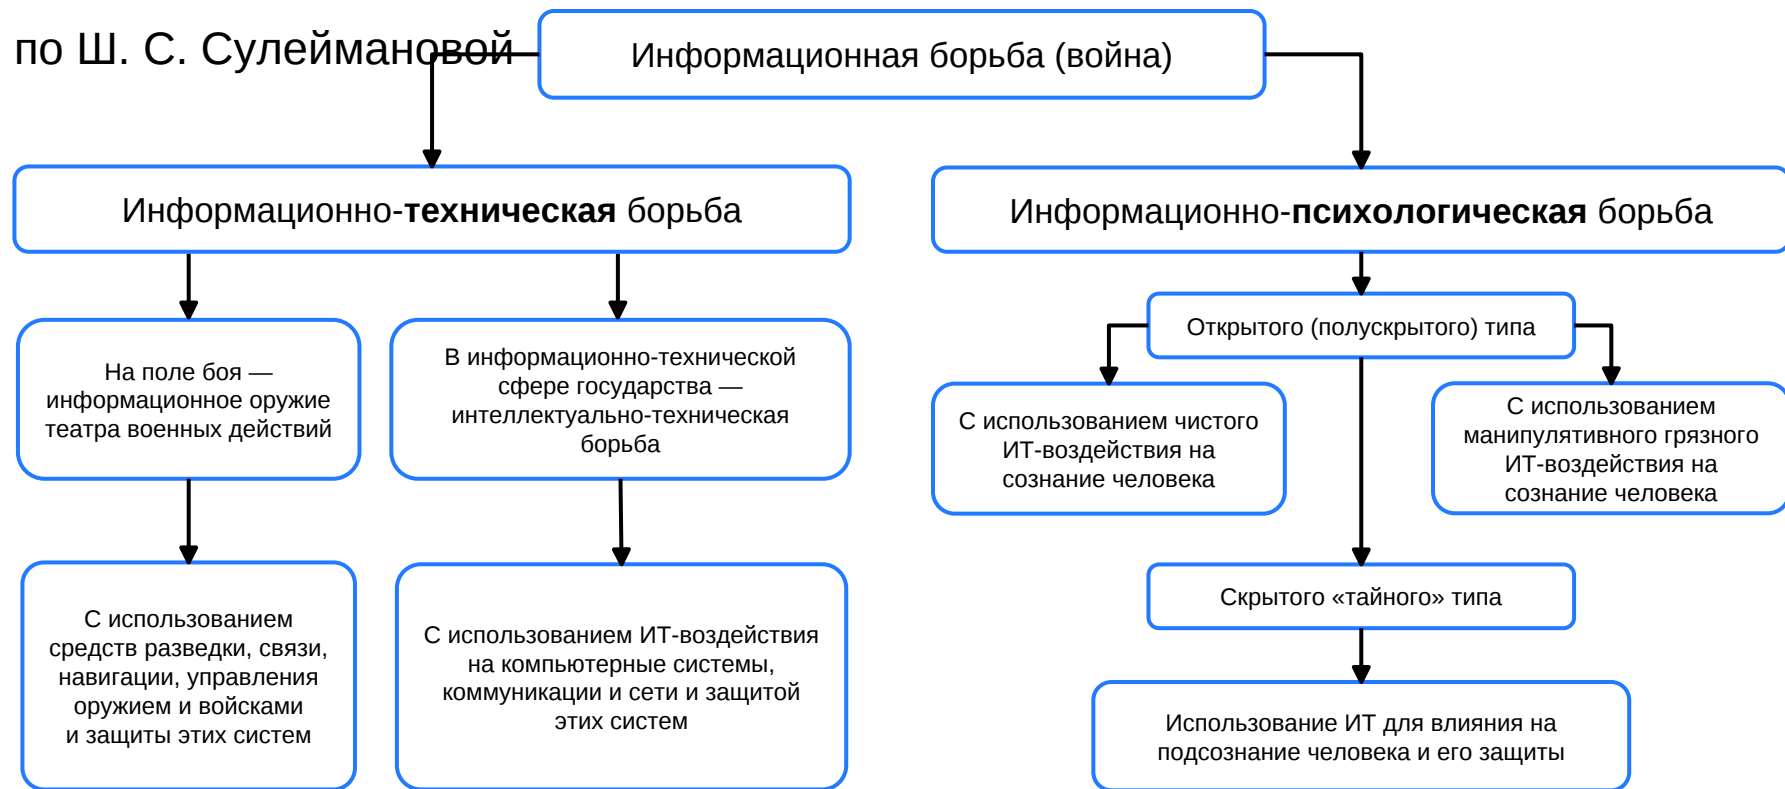 по Ш. С. Сулеймановой
Информационная борьба (война)
Информационно-техническая борьба
Информационно-психологическая борьба
На поле боя —
информационное оружие
театра военных действий
В информационно-технической
сфере государства —
интеллектуально-техническая
борьба
Открытого (полускрытого) типа
С использованием чистого
ИТ-воздействия на
сознание человека
С использованием
манипулятивного грязного
ИТ-воздействия на
сознание человека
С использованием
средств разведки, связи,
навигации, управления
оружием и войсками
и защиты этих систем
С использованием ИТ-воздействия
на компьютерные системы,
коммуникации и сети и защитой
этих систем
Скрытого «тайного» типа
Использование ИТ для влияния на
подсознание человека и его защиты